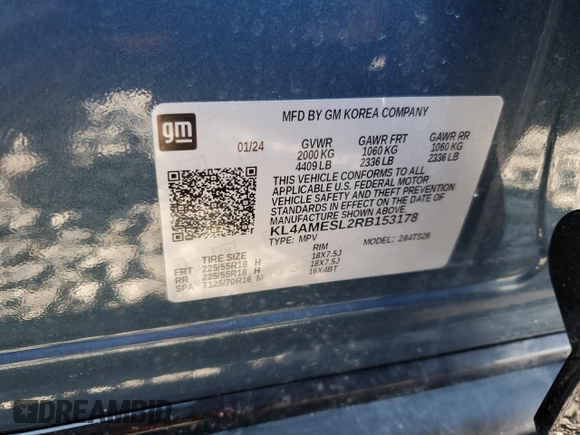 MFD BY GM KOREA COMPANY
gm
01/24
GVWR
2000 KG
4409 LB
GAWR FRT
1060 KG
2336 LB
GAWR RR
1060 KG
2336 LB
THIS VEHICLE CONFORMS TO ALL
APPLICABLE U.S. FEDERAL MOTOR
VEHICLE SAFETY AND THEFT PREVENTION
STANDARDS IN EFFECT ON THE DATE OF
MANUFACTURE SHOWN ABOVE.
KL4AMESL2RB153178
TYPE: MPV
MODEL: 284TS26
TIRE SIZE RIM
FRT 225/55R18 H 18X7.5J
RR 225/55R18 H 18X7.5J
SPA T125/70R16 M 16X4BT
DREAMBID.